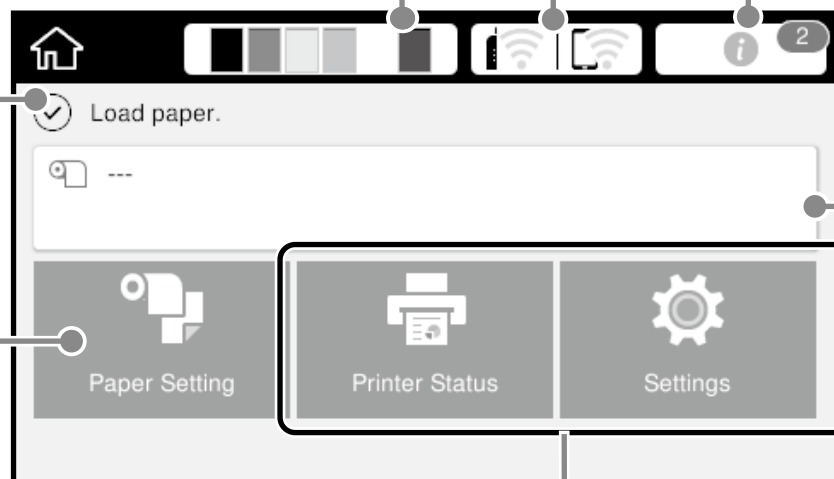 2
Load paper.
---
Paper Setting
Printer Status
Settings